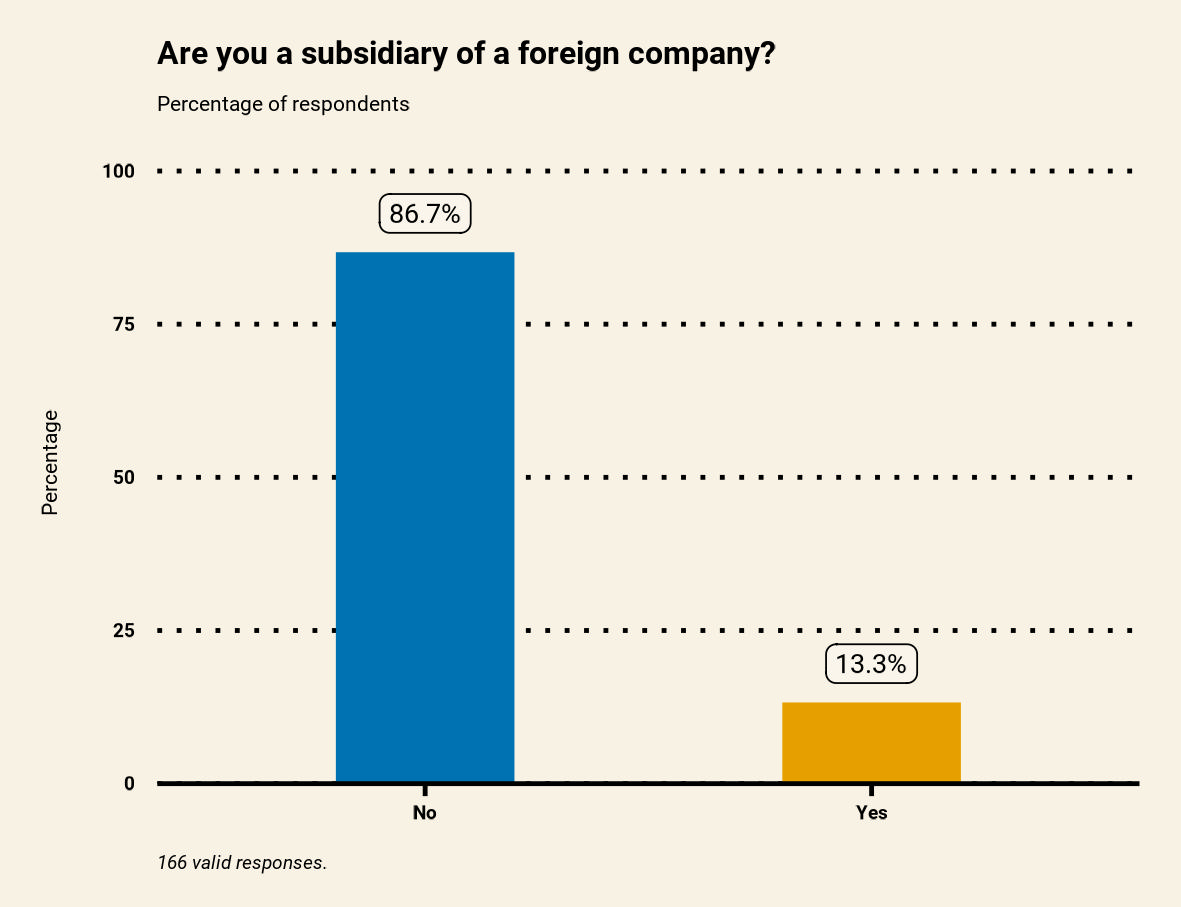 Are you a subsidiary of a foreign company?
Percentage of respondents
100
86.7%
75
Percentage
50
25
13.3%
0
No
Yes
166 valid responses.